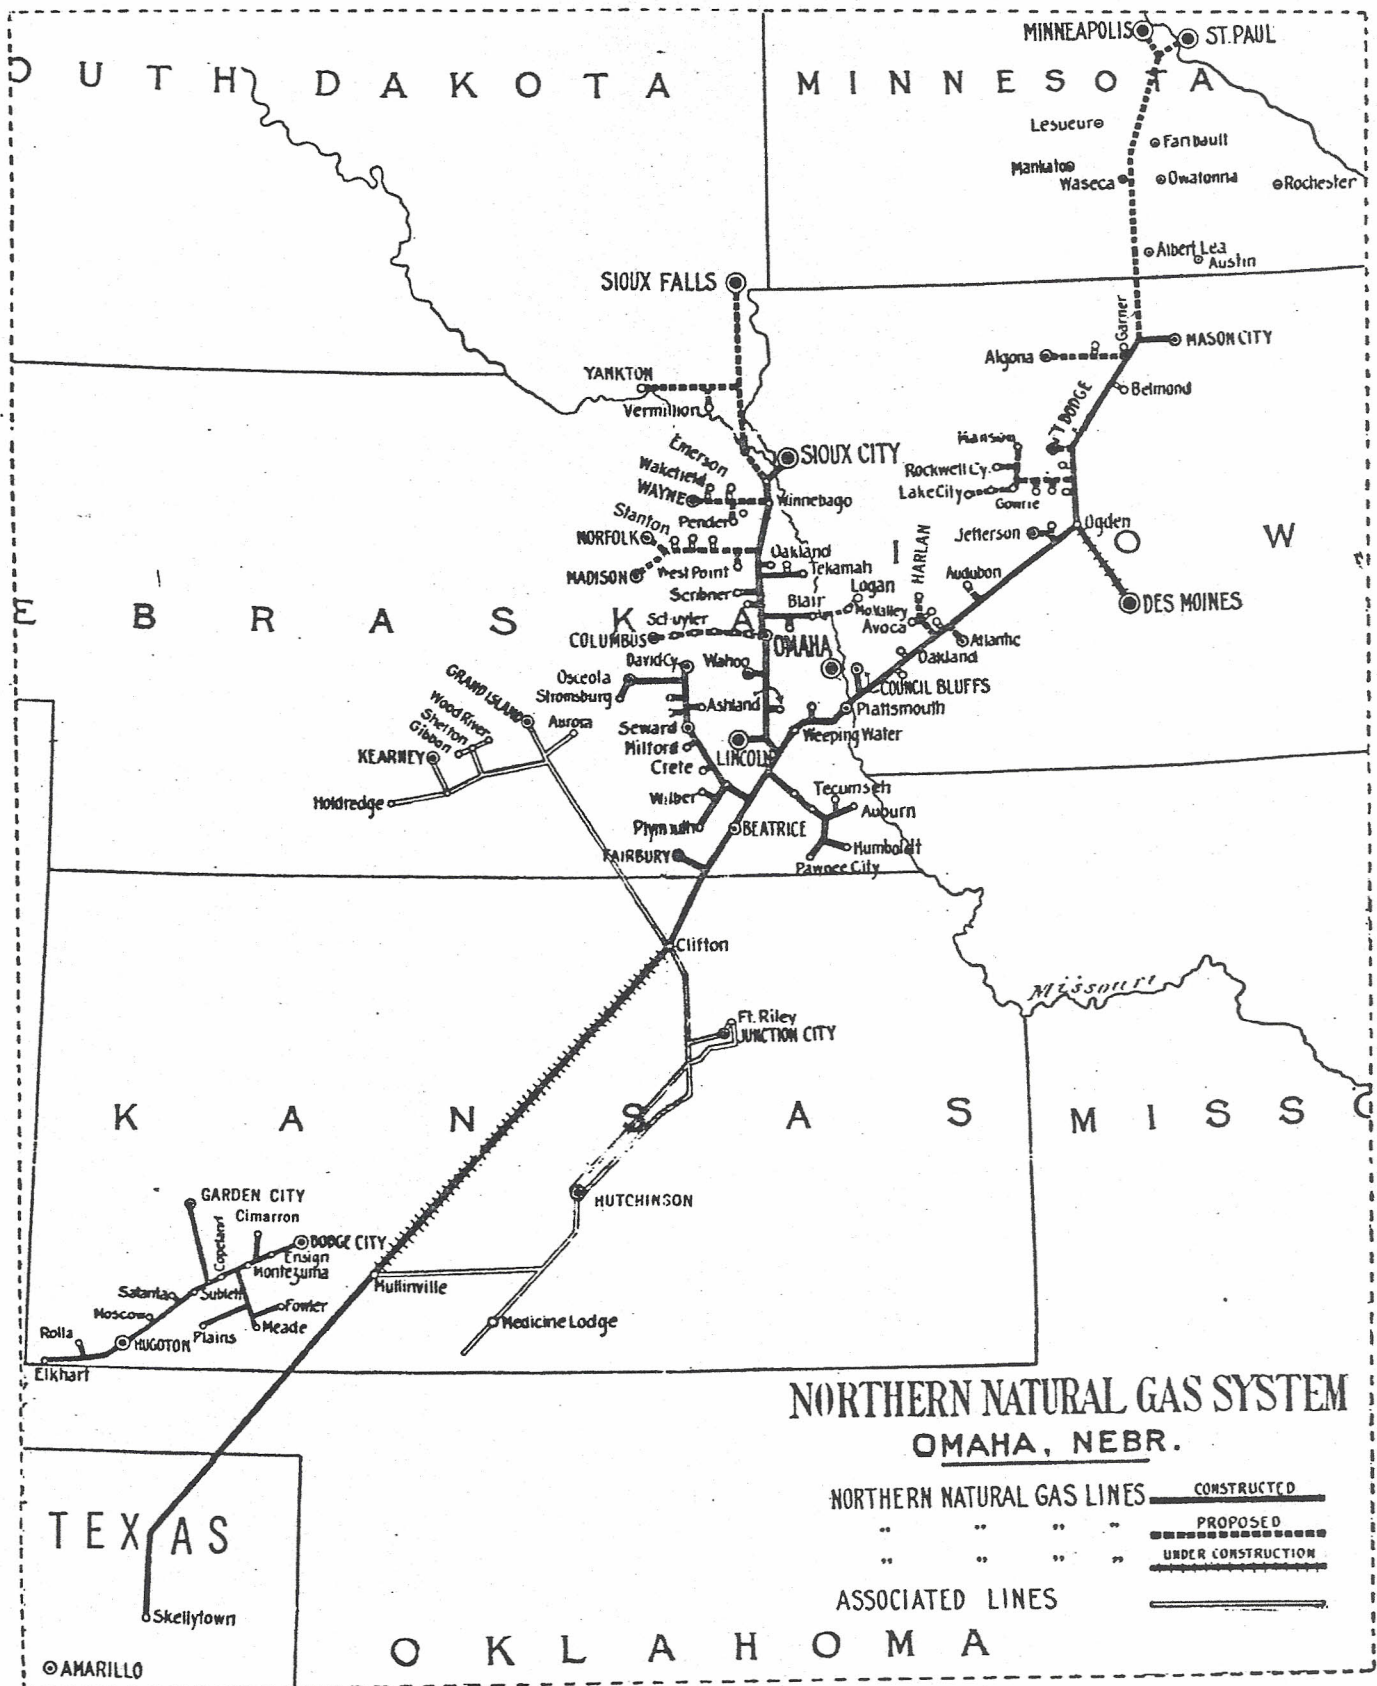 MINNEAPOLIS
ST. PAUL
OUTH DAKOTA
MINNESOTA
Lesueur
Faribault
Mankato
Waseca
Owatonna
Rochester
Albert Lea
Austin
SIOUX FALLS
Garner
MASON CITY
Algona
YANKTON
Vermillion
Belmond
FT DODGE
Manson
Emerson
SIOUX CITY
Wakefield
Rockwell Cy.
WAYNE
Lake City
Winnebago
Gowrie
Pender
Stanton
NORFOLK
Ogden
Jefferson
I O W
Oakland
HARLAN
MADISON
West Point
Tekamah
Audubon
Logan
Scribner
Blair
DES MOINES
EBRASKA
Schuyler
Mo.Valley
Avoca
COLUMBUS
OMAHA
Atlantic
David Cy.
Wahoo
Oakland
GRAND ISLAND
Osceola
COUNCIL BLUFFS
Stromsburg
Ashland
Plattsmouth
Wood River
Shelton
Gibbon
Aurora
Seward
Weeping Water
Milford
KEARNEY
LINCOLN
Crete
Tecumseh
Holdredge
Wilber
Auburn
Plymouth
BEATRICE
Humboldt
FAIRBURY
Pawnee City
Clifton
Missouri
Ft. Riley
JUNCTION CITY
KANSAS
MISSO
GARDEN CITY
HUTCHINSON
Cimarron
Copeland
DODGE CITY
Ensign
Montezuma
Mullinville
Satanta
Sublett
Moscow
Fowler
Medicine Lodge
Rolla
HUGOTON
Plains
Meade
Elkhart
NORTHERN NATURAL GAS SYSTEM
OMAHA, NEBR.
NORTHERN NATURAL GAS LINES CONSTRUCTED
" " " " PROPOSED
" " " " UNDER CONSTRUCTION
ASSOCIATED LINES
TEXAS
Skellytown
OKLAHOMA
AMARILLO